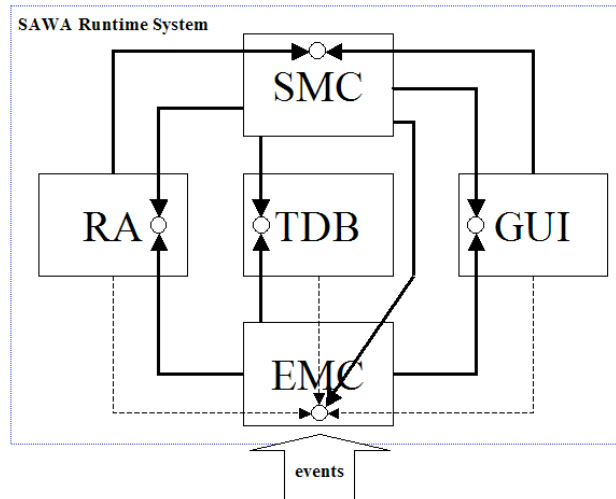 SAWA Runtime System
SMC
RA
TDB
GUI
EMC
events